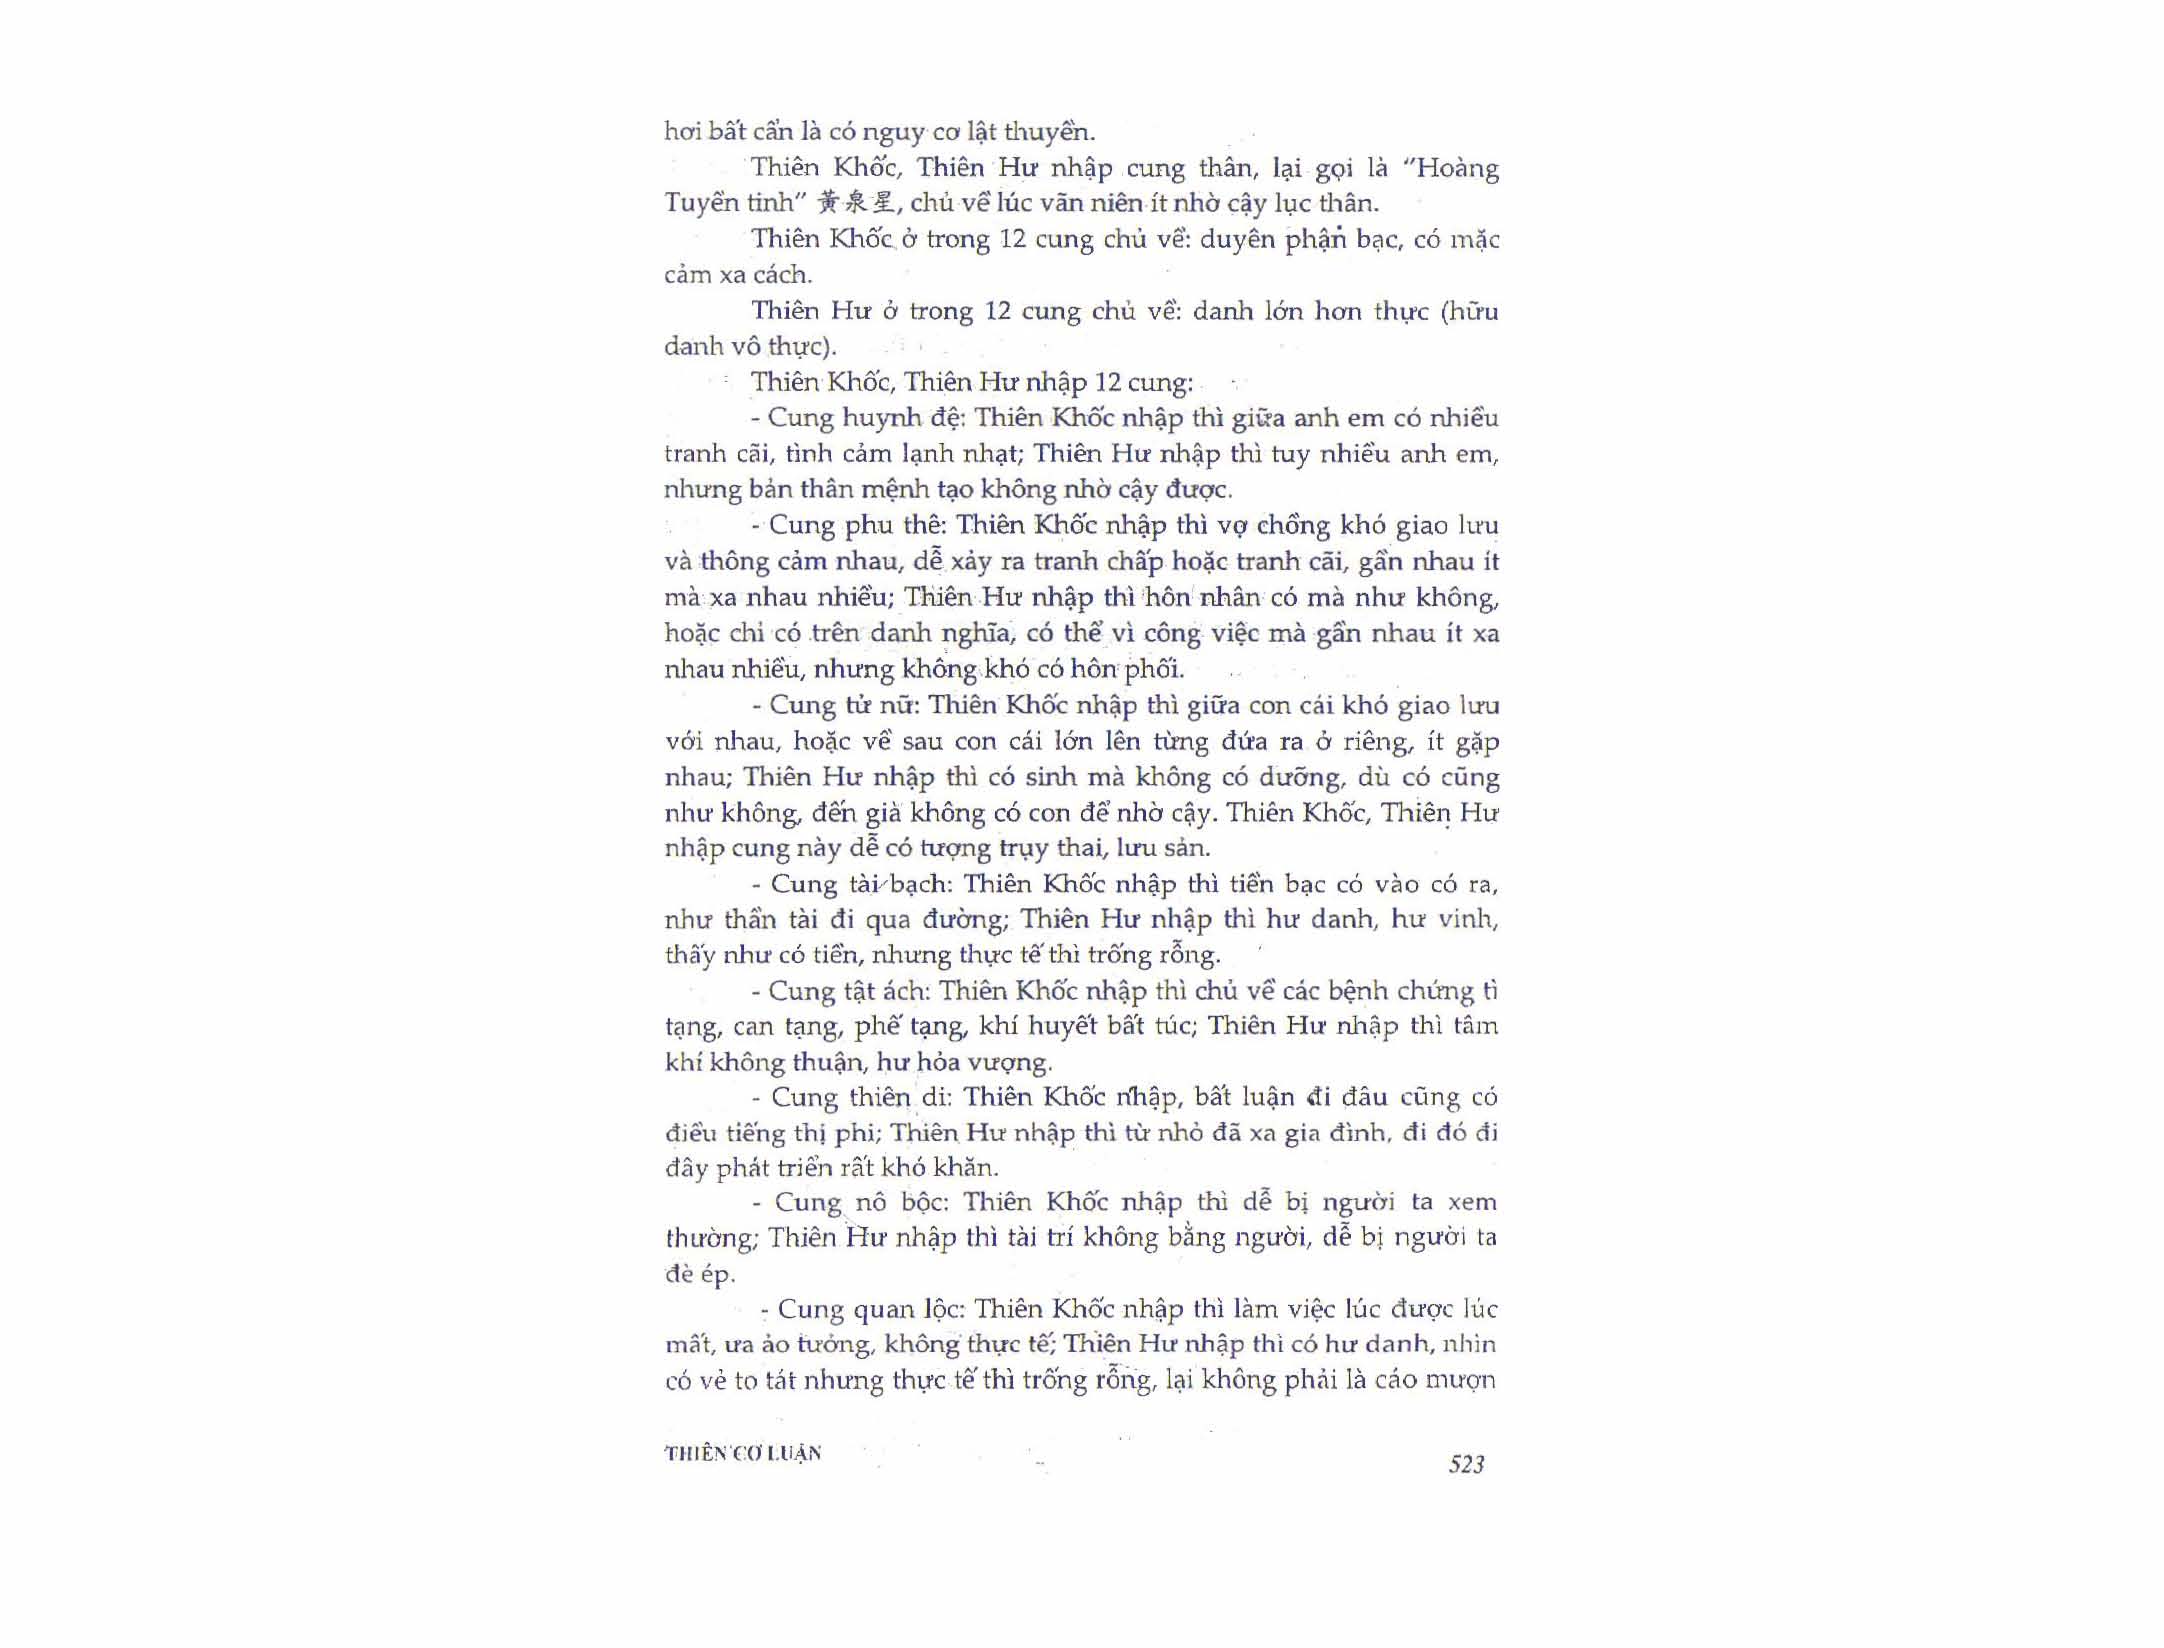 hơi bất cẩn là có nguy cơ lật thuyền.
Thiên Khốc, Thiên Hư nhập cung thân, lại gọi là "Hoàng
Tuyền tinh" 黃泉星, chủ về lúc vãn niên ít nhờ cậy lục thân.
Thiên Khốc ở trong 12 cung chủ về: duyên phận bạc, có mặc
cảm xa cách.
Thiên Hư ở trong 12 cung chủ về: danh lớn hơn thực (hữu
danh vô thực).
Thiên Khốc, Thiên Hư nhập 12 cung:
- Cung huynh đệ: Thiên Khốc nhập thì giữa anh em có nhiều
tranh cãi, tình cảm lạnh nhạt; Thiên Hư nhập thì tuy nhiều anh em,
nhưng bản thân mệnh tạo không nhờ cậy được.
- Cung phu thê: Thiên Khốc nhập thì vợ chồng khó giao lưu
và thông cảm nhau, dễ xảy ra tranh chấp hoặc tranh cãi, gần nhau ít
mà xa nhau nhiều; Thiên Hư nhập thì hôn nhân có mà như không,
hoặc chỉ có trên danh nghĩa, có thể vì công việc mà gần nhau ít xa
nhau nhiều, nhưng không khó có hôn phối.
- Cung tử nữ: Thiên Khốc nhập thì giữa con cái khó giao lưu
với nhau, hoặc về sau con cái lớn lên từng đứa ra ở riêng, ít gặp
nhau; Thiên Hư nhập thì có sinh mà không có dưỡng, dù có cũng
như không, đến già không có con để nhờ cậy. Thiên Khốc, Thiên Hư
nhập cung này dễ có tượng trụy thai, lưu sản.
- Cung tài bạch: Thiên Khốc nhập thì tiền bạc có vào có ra,
như thần tài đi qua đường; Thiên Hư nhập thì hư danh, hư vinh,
thấy như có tiền, nhưng thực tế thì trống rỗng.
- Cung tật ách: Thiên Khốc nhập thì chủ về các bệnh chứng tì
tạng, can tạng, phế tạng, khí huyết bất túc; Thiên Hư nhập thì tâm
khí không thuận, hư hỏa vượng.
- Cung thiên di: Thiên Khốc nhập, bất luận đi đâu cũng có
điều tiếng thị phi; Thiên Hư nhập thì từ nhỏ đã xa gia đình, đi đó đi
đây phát triển rất khó khăn.
- Cung nô bộc: Thiên Khốc nhập thì dễ bị người ta xem
thường; Thiên Hư nhập thì tài trí không bằng người, dễ bị người ta
đè ép.
- Cung quan lộc: Thiên Khốc nhập thì làm việc lúc được lúc
mất, ưa ảo tưởng, không thực tế; Thiên Hư nhập thì có hư danh, nhìn
có vẻ to tát nhưng thực tế thì trống rỗng, lại không phải là cáo mượn
THIÊN CƠ LUẬN
523